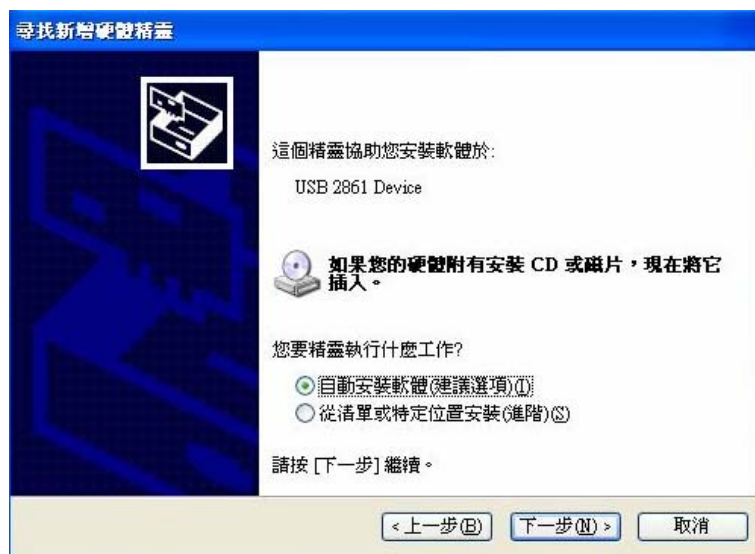 尋找新增硬體精靈
這個精靈協助您安裝軟體於:
USB 2861 Device
如果您的硬體附有安裝 CD 或磁片，現在將它
插入。
您要精靈執行什麼工作?
自動安裝軟體(建議選項)(I)
從清單或特定位置安裝(進階)(S)
請按 [下一步] 繼續。
< 上一步(B) 下一步(N) > 取消